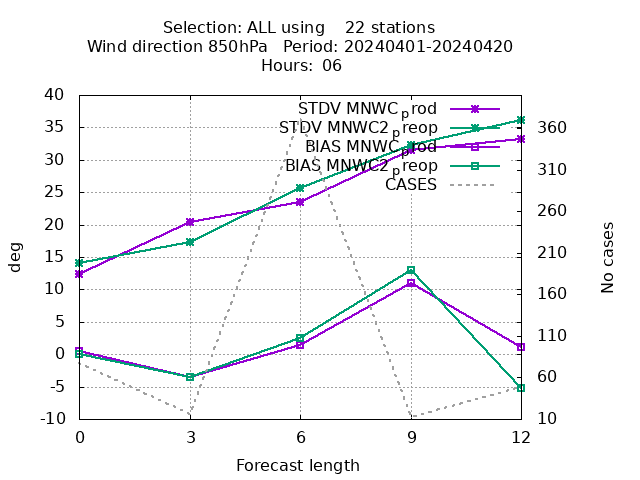 Selection: ALL using    22 stations
Wind direction 850hPa   Period: 20240401-20240420
Hours: 06
STDV MNWC_prod
STDV MNWC2_preop
BIAS MNWC_prod
BIAS MNWC2_preop
CASES
40
35
30
25
20
15
10
5
0
-5
-10
deg
360
310
260
210
160
110
60
10
No cases
0 3 6 9 12
Forecast length